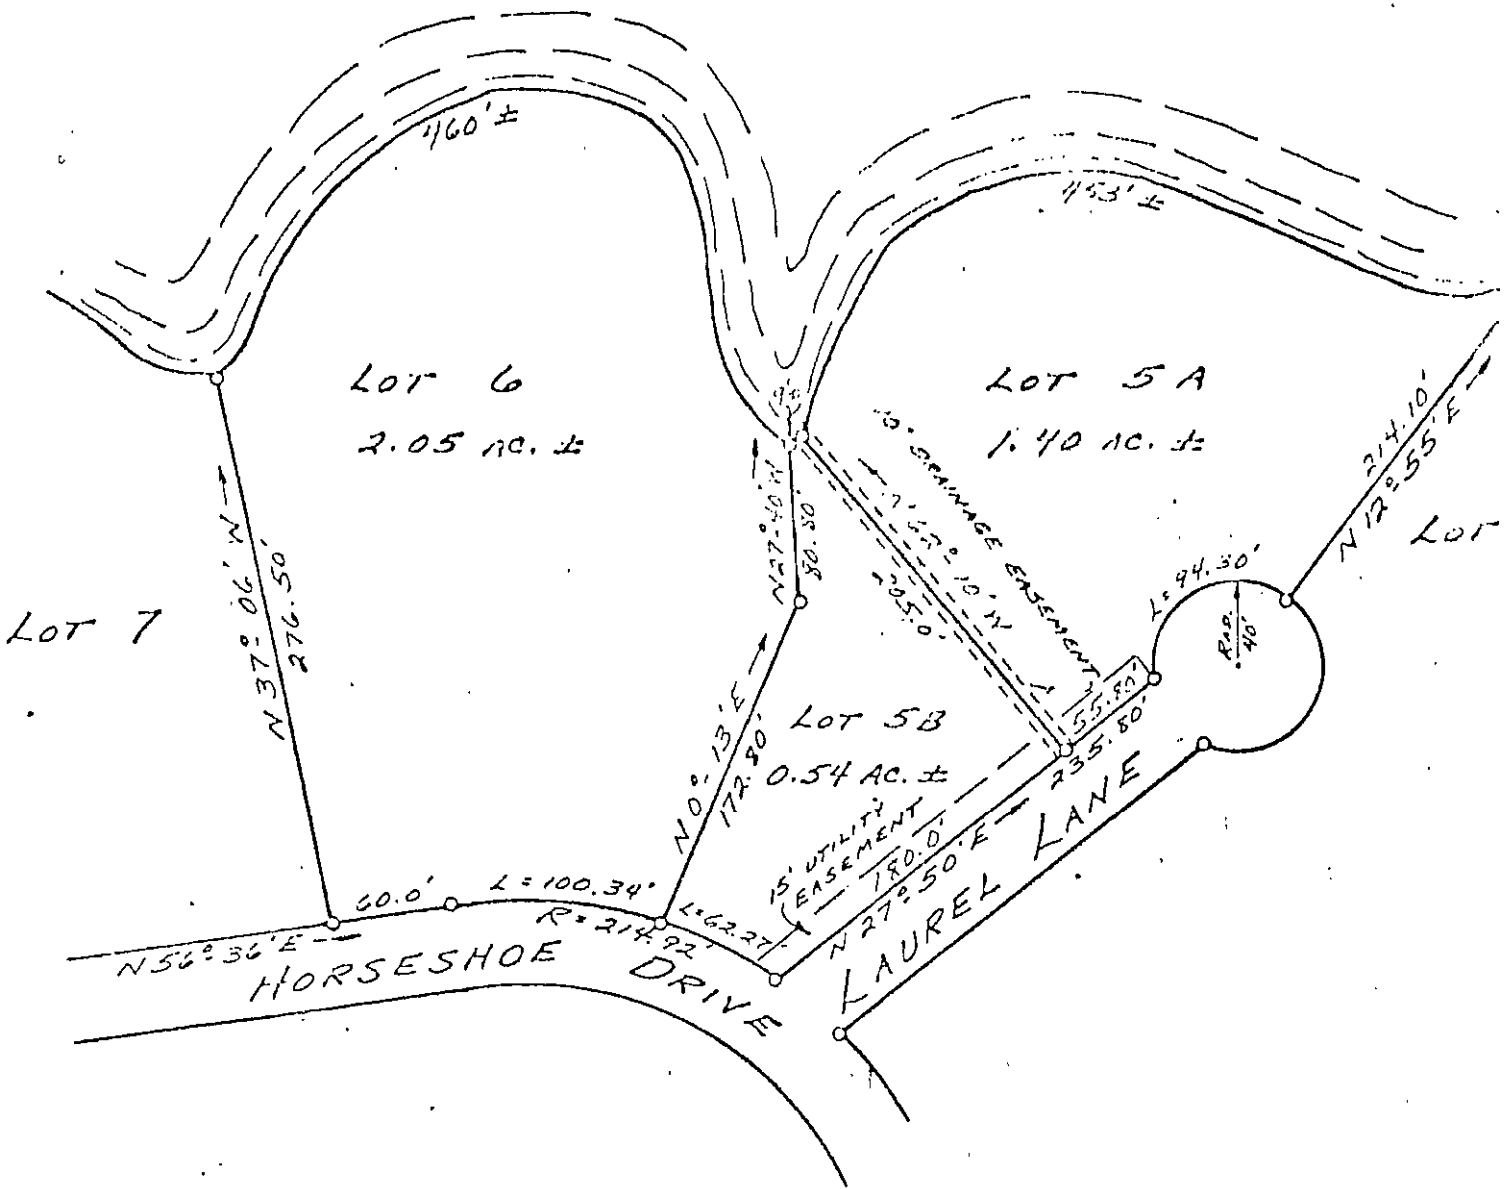 460' ±
453' ±
LOT 6
2.05 AC. ±
LOT 5A
1.40 AC. ±
N 27°-40' W
80.80'
DRAINAGE EASEMENT
10' W
205.0'
214.10'
N 12°-55' E
LOT
L= 94.30'
RAD.
40'
LOT 7
N 37°-06' W
276.50'
N 0°-13' E
172.80'
LOT 5B
0.54 AC. ±
55.80'
235.80'
15' UTILITY
EASEMENT
180.0'
N 27°-50' E
LAUREL LANE
60.0'
L = 100.34'
R = 214.92'
L=62.27'
N 56°-36' E
HORSESHOE DRIVE